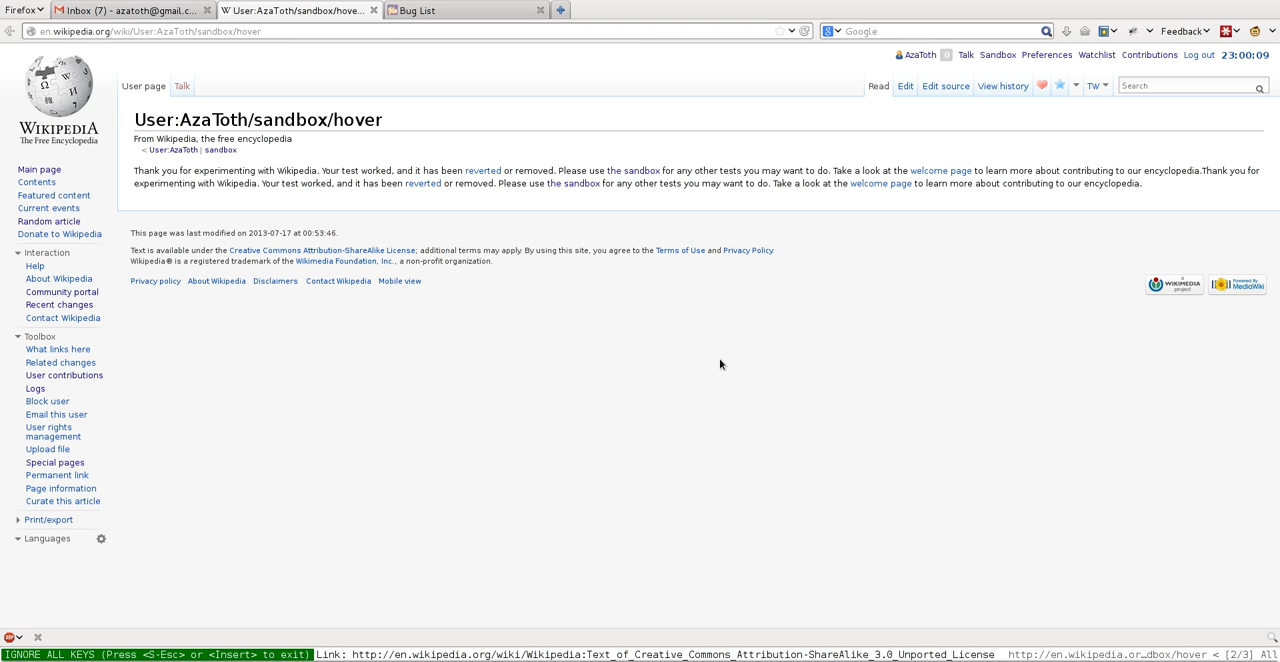 Firefox
Inbox (7) - azatoth@gmail.c...
W User:AzaToth/sandbox/hove...
Bug List
en.wikipedia.org/wiki/User:AzaToth/sandbox/hover
Google
Feedback
AzaToth 0 Talk Sandbox Preferences Watchlist Contributions Log out 23:00:09
User page Talk Read Edit Edit source View history TW Search
WIKIPEDIA
The Free Encyclopedia
User:AzaToth/sandbox/hover
From Wikipedia, the free encyclopedia
< User:AzaToth | sandbox
Thank you for experimenting with Wikipedia. Your test worked, and it has been reverted or removed. Please use the sandbox for any other tests you may want to do. Take a look at the welcome page to learn more about contributing to our encyclopedia.Thank you for
experimenting with Wikipedia. Your test worked, and it has been reverted or removed. Please use the sandbox for any other tests you may want to do. Take a look at the welcome page to learn more about contributing to our encyclopedia.
This page was last modified on 2013-07-17 at 00:53:46.
Text is available under the Creative Commons Attribution-ShareAlike License; additional terms may apply. By using this site, you agree to the Terms of Use and Privacy Policy.
Wikipedia® is a registered trademark of the Wikimedia Foundation, Inc., a non-profit organization.
Privacy policy About Wikipedia Disclaimers Contact Wikipedia Mobile view
A WIKIMEDIA project
Powered By MediaWiki
Main page
Contents
Featured content
Current events
Random article
Donate to Wikipedia
Interaction
Help
About Wikipedia
Community portal
Recent changes
Contact Wikipedia
Toolbox
What links here
Related changes
User contributions
Logs
Block user
Email this user
User rights
management
Upload file
Special pages
Permanent link
Page information
Curate this article
Print/export
Languages
IGNORE ALL KEYS (Press <S-Esc> or <Insert> to exit) Link: http://en.wikipedia.org/wiki/Wikipedia:Text_of_Creative_Commons_Attribution-ShareAlike_3.0_Unported_License http://en.wikipedia.or…dbox/hover < [2/3] All